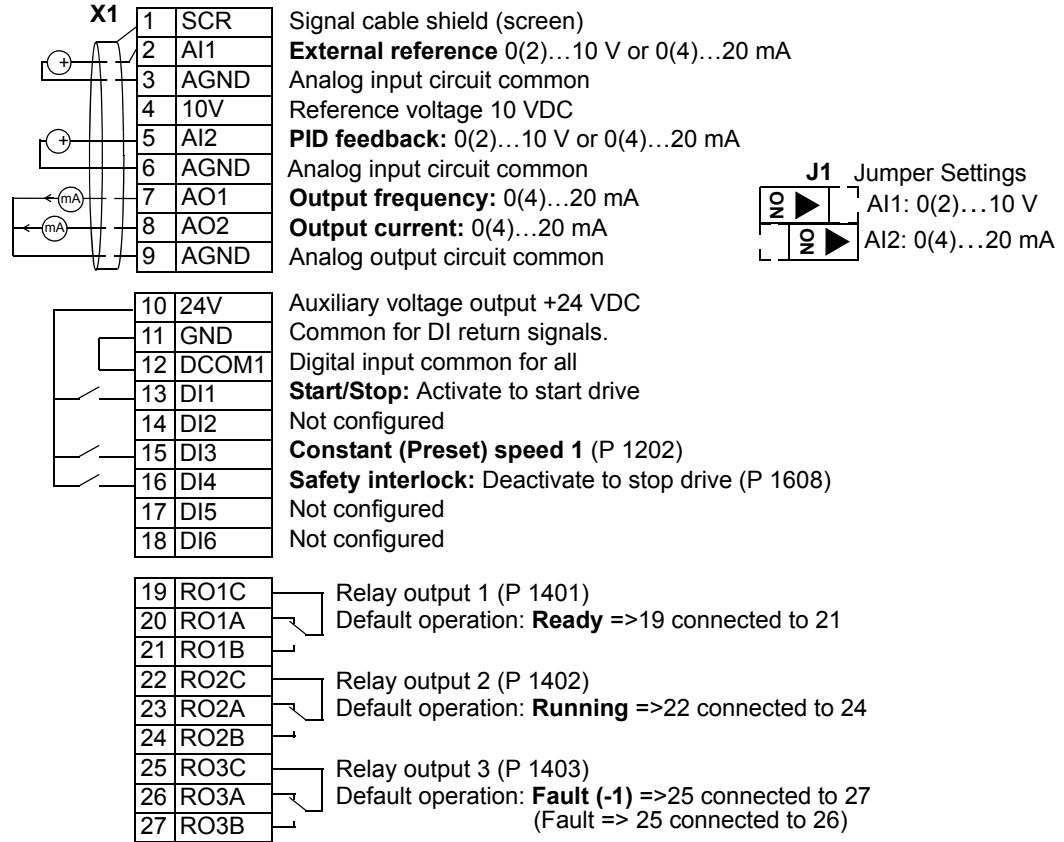 X1
1 SCR Signal cable shield (screen)
2 AI1 External reference 0(2)…10 V or 0(4)…20 mA
3 AGND Analog input circuit common
4 10V Reference voltage 10 VDC
5 AI2 PID feedback: 0(2)…10 V or 0(4)…20 mA
6 AGND Analog input circuit common
7 AO1 Output frequency: 0(4)…20 mA
8 AO2 Output current: 0(4)…20 mA
9 AGND Analog output circuit common
+
+
mA
mA
J1 Jumper Settings
ON AI1: 0(2)…10 V
ON AI2: 0(4)…20 mA
10 24V Auxiliary voltage output +24 VDC
11 GND Common for DI return signals.
12 DCOM1 Digital input common for all
13 DI1 Start/Stop: Activate to start drive
14 DI2 Not configured
15 DI3 Constant (Preset) speed 1 (P 1202)
16 DI4 Safety interlock: Deactivate to stop drive (P 1608)
17 DI5 Not configured
18 DI6 Not configured
19 RO1C Relay output 1 (P 1401)
20 RO1A Default operation: Ready =>19 connected to 21
21 RO1B
22 RO2C Relay output 2 (P 1402)
23 RO2A Default operation: Running =>22 connected to 24
24 RO2B
25 RO3C Relay output 3 (P 1403)
26 RO3A Default operation: Fault (-1) =>25 connected to 27
27 RO3B (Fault => 25 connected to 26)